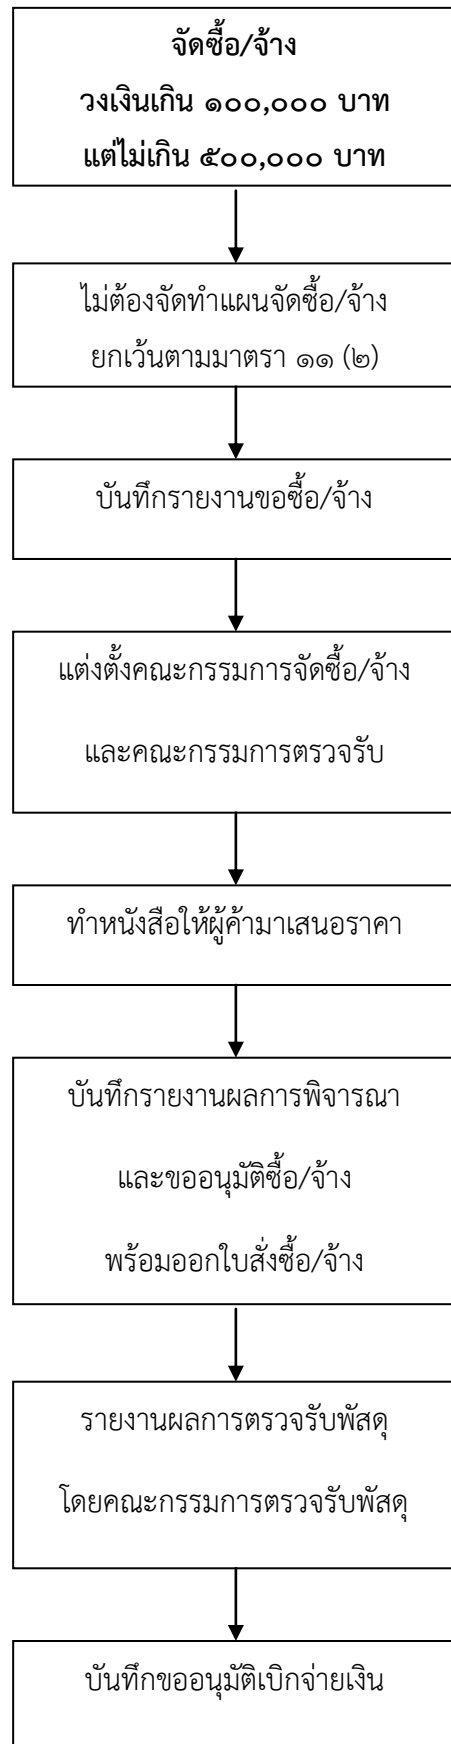 จัดซื้อ/จ้าง
วงเงินเกิน ๑๐๐,๐๐๐ บาท
แต่ไม่เกิน ๕๐๐,๐๐๐ บาท
ไม่ต้องจัดทำแผนจัดซื้อ/จ้าง
ยกเว้นตามมาตรา ๑๑ (๒)
บันทึกรายงานขอซื้อ/จ้าง
แต่งตั้งคณะกรรมการจัดซื้อ/จ้าง
และคณะกรรมการตรวจรับ
ทำหนังสือให้ผู้ค้ามาเสนอราคา
บันทึกรายงานผลการพิจารณา
และขออนุมัติซื้อ/จ้าง
พร้อมออกใบสั่งซื้อ/จ้าง
รายงานผลการตรวจรับพัสดุ
โดยคณะกรรมการตรวจรับพัสดุ
บันทึกขออนุมัติเบิกจ่ายเงิน